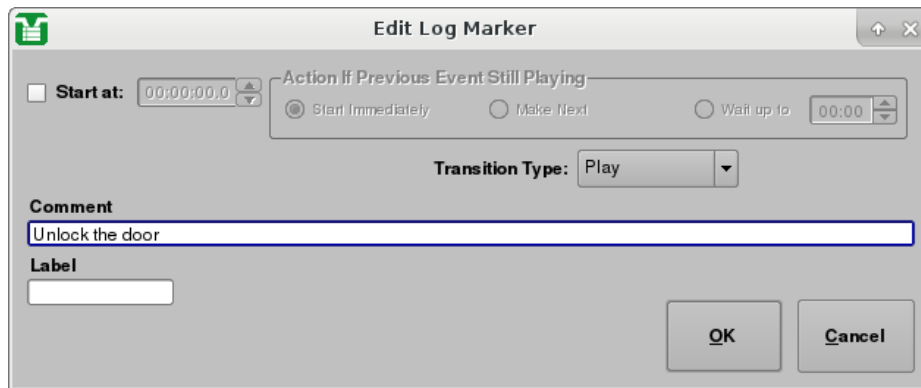 Edit Log Marker
Start at: 00:00:00.0
Action If Previous Event Still Playing
Start Immediately Make Next Wait up to 00:00
Transition Type: Play
Comment
Unlock the door
Label
OK Cancel